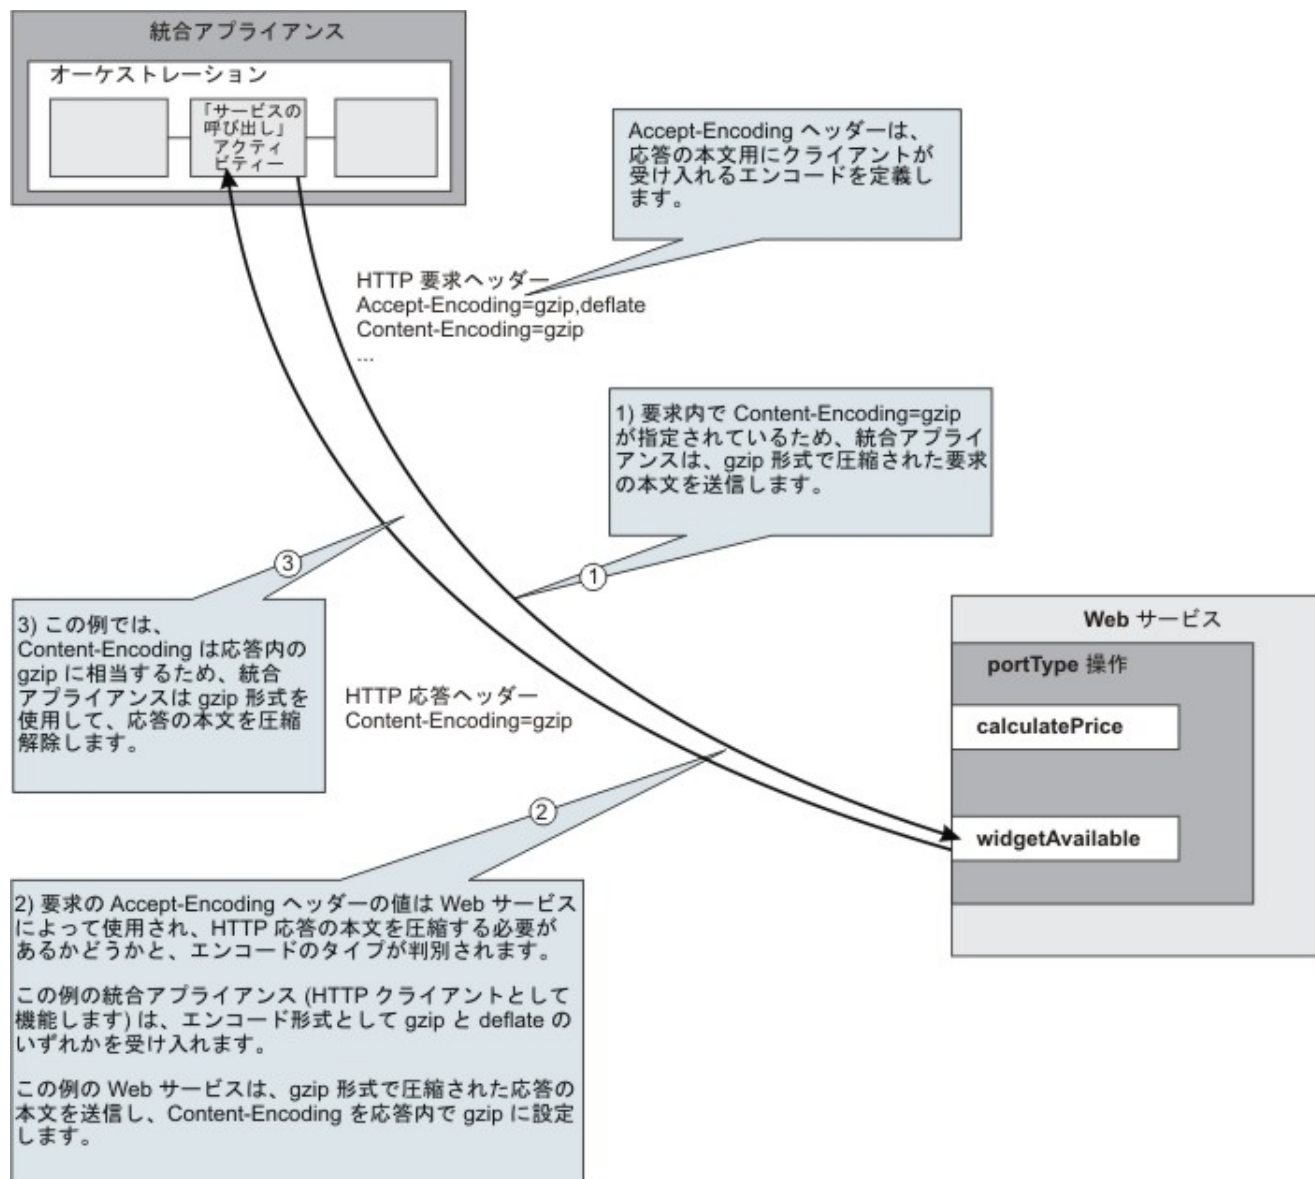 統合アプライアンス
オーケストレーション
「サービスの
呼び出し」
アクティ
ビティー
Accept-Encoding ヘッダーは、
応答の本文用にクライアントが
受け入れるエンコードを定義し
ます。
HTTP 要求ヘッダー
Accept-Encoding=gzip,deflate
Content-Encoding=gzip
...
1) 要求内で Content-Encoding=gzip
が指定されているため、統合アプライ
アンスは、gzip 形式で圧縮された要求
の本文を送信します。
3
1
3) この例では、
Content-Encoding は応答内の
gzip に相当するため、統合
アプライアンスは gzip 形式を
使用して、応答の本文を圧縮
解除します。
HTTP 応答ヘッダー
Content-Encoding=gzip
Web サービス
portType 操作
calculatePrice
widgetAvailable
2
2) 要求の Accept-Encoding ヘッダーの値は Web サービス
によって使用され、HTTP 応答の本文を圧縮する必要が
あるかどうかと、エンコードのタイプが判別されます。
この例の統合アプライアンス (HTTP クライアントとして
機能します) は、エンコード形式として gzip と deflate の
いずれかを受け入れます。
この例の Web サービスは、gzip 形式で圧縮された応答の
本文を送信し、Content-Encoding を応答内で gzip に設定
します。